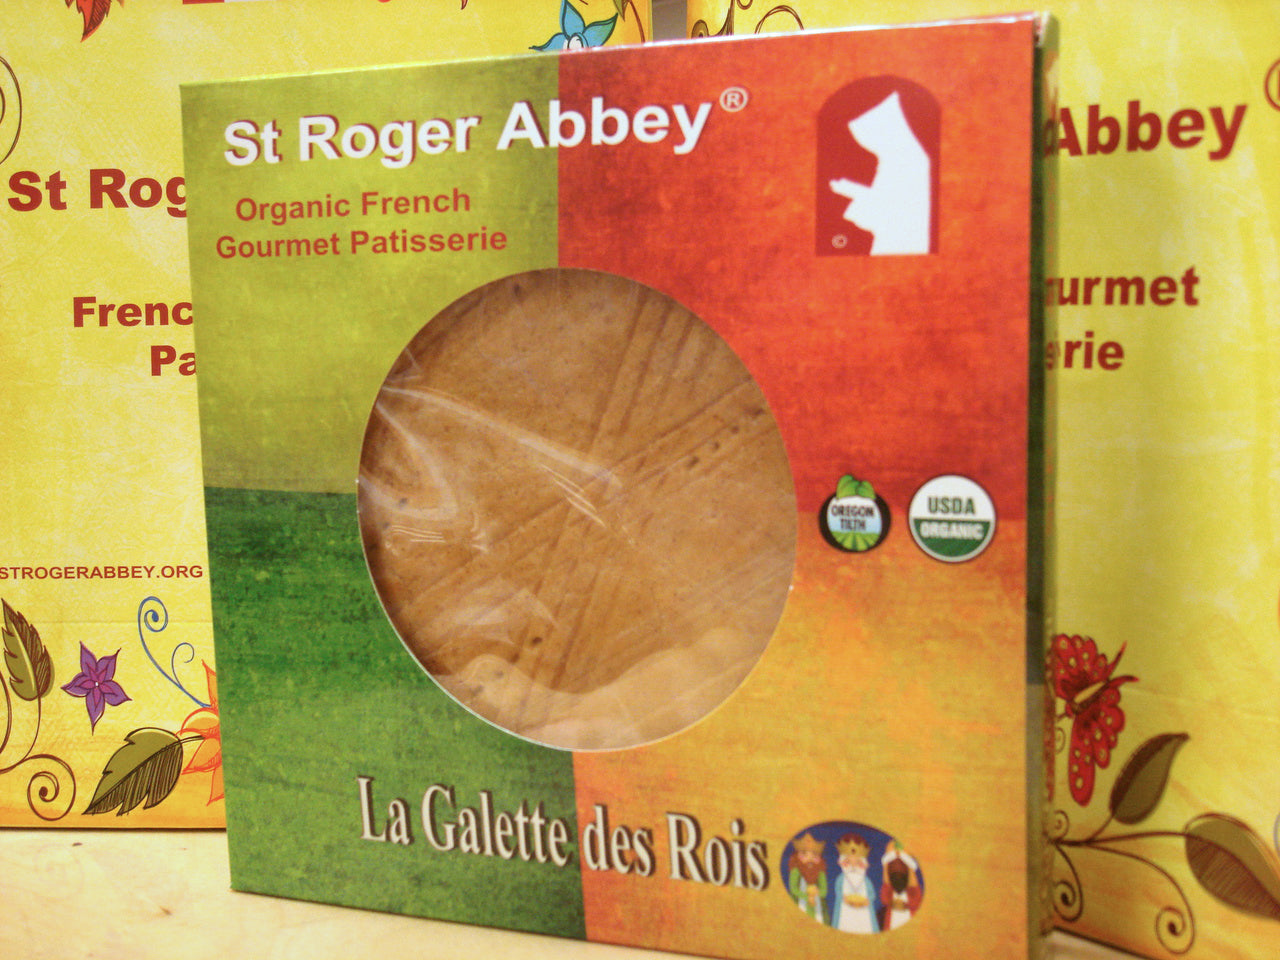 St Roger Abbey®
Organic French
Gourmet Patisserie
©
OREGON
TILTH
USDA
ORGANIC
La Galette des Rois
St Rog
Frenc
Pa
STROGERABBEY.ORG
Abbey
urmet
erie